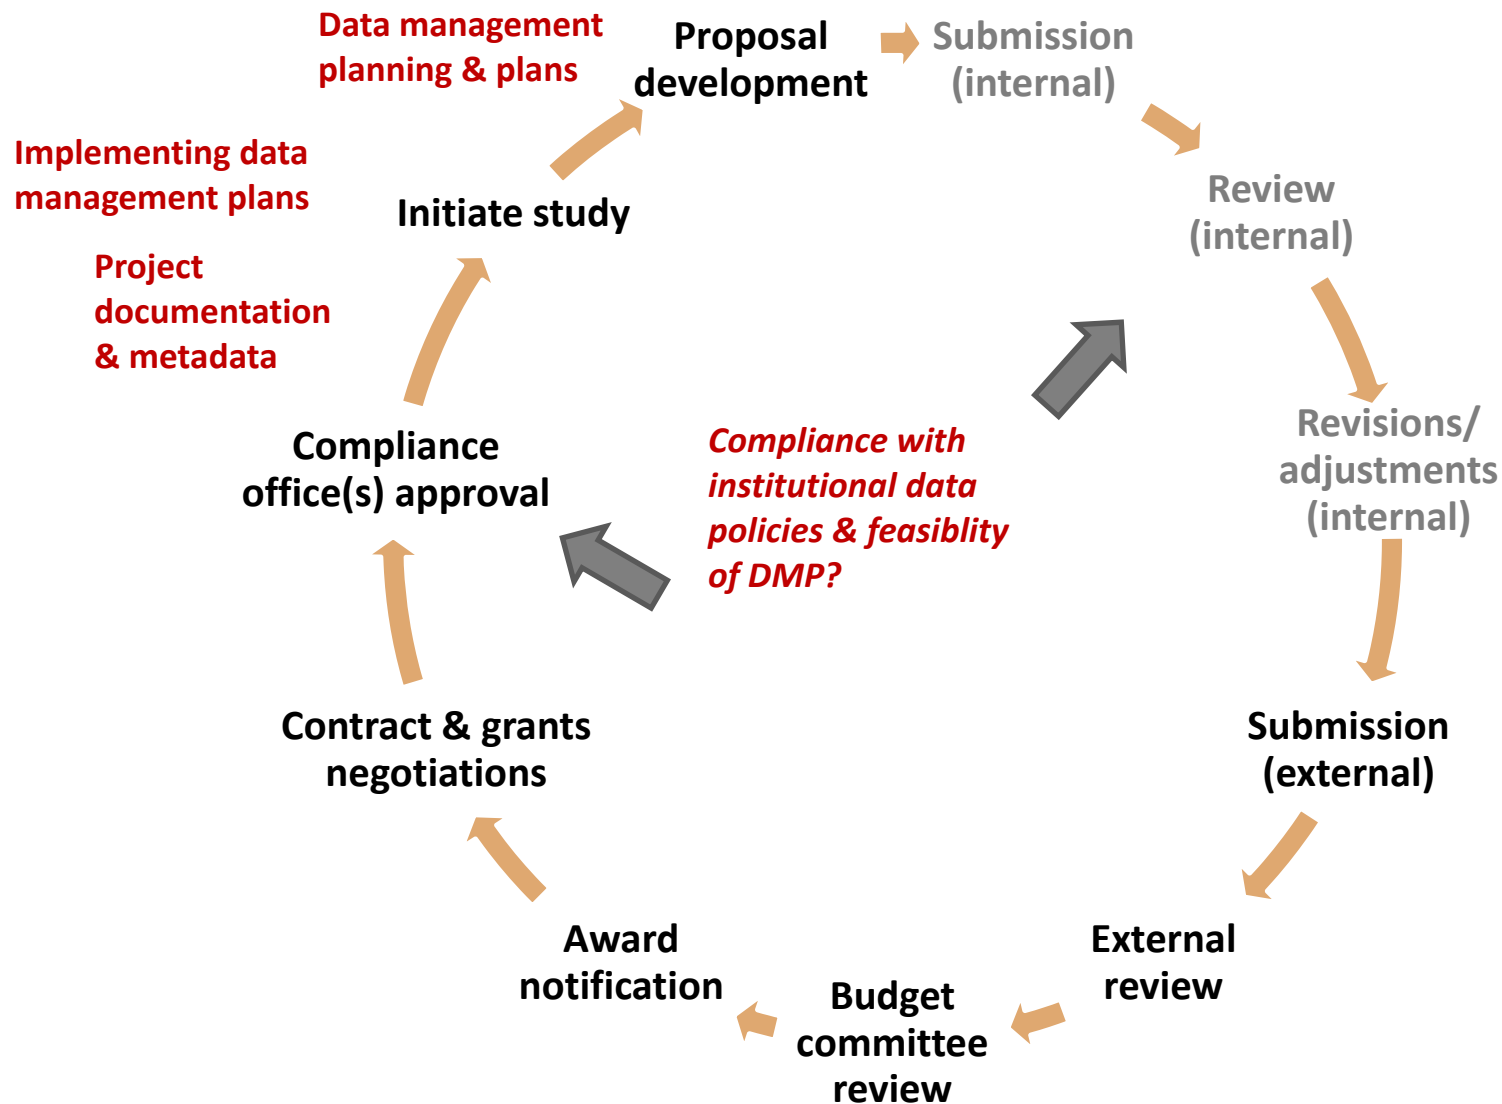 Data management
planning & plans
Proposal
development
Submission
(internal)
Review
(internal)
Revisions/
adjustments
(internal)
Submission
(external)
External
review
Budget
committee
review
Award
notification
Contract & grants
negotiations
Compliance
office(s) approval
Initiate study
Implementing data
management plans
Project
documentation
& metadata
Compliance with
institutional data
policies & feasiblity
of DMP?